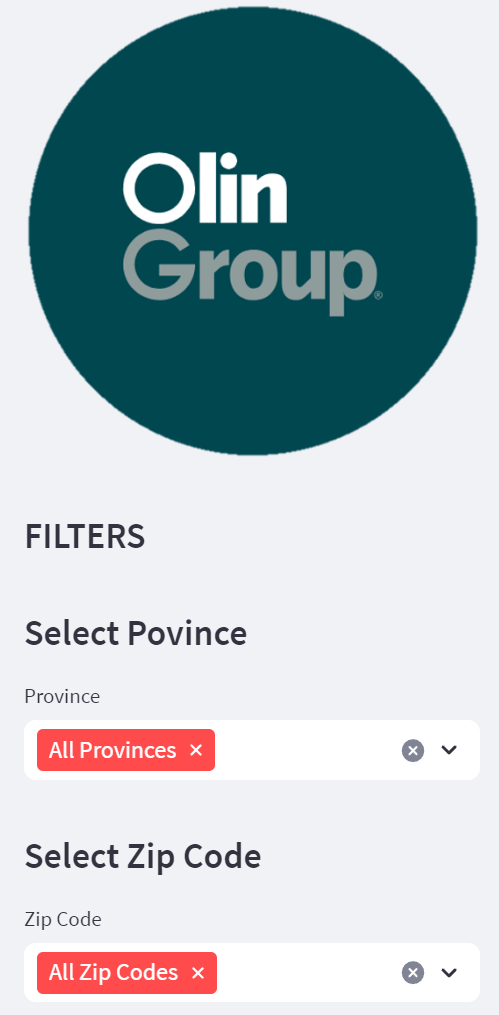 Olin
Group®
FILTERS
Select Povince
Province
All Provinces ×
Select Zip Code
Zip Code
All Zip Codes ×